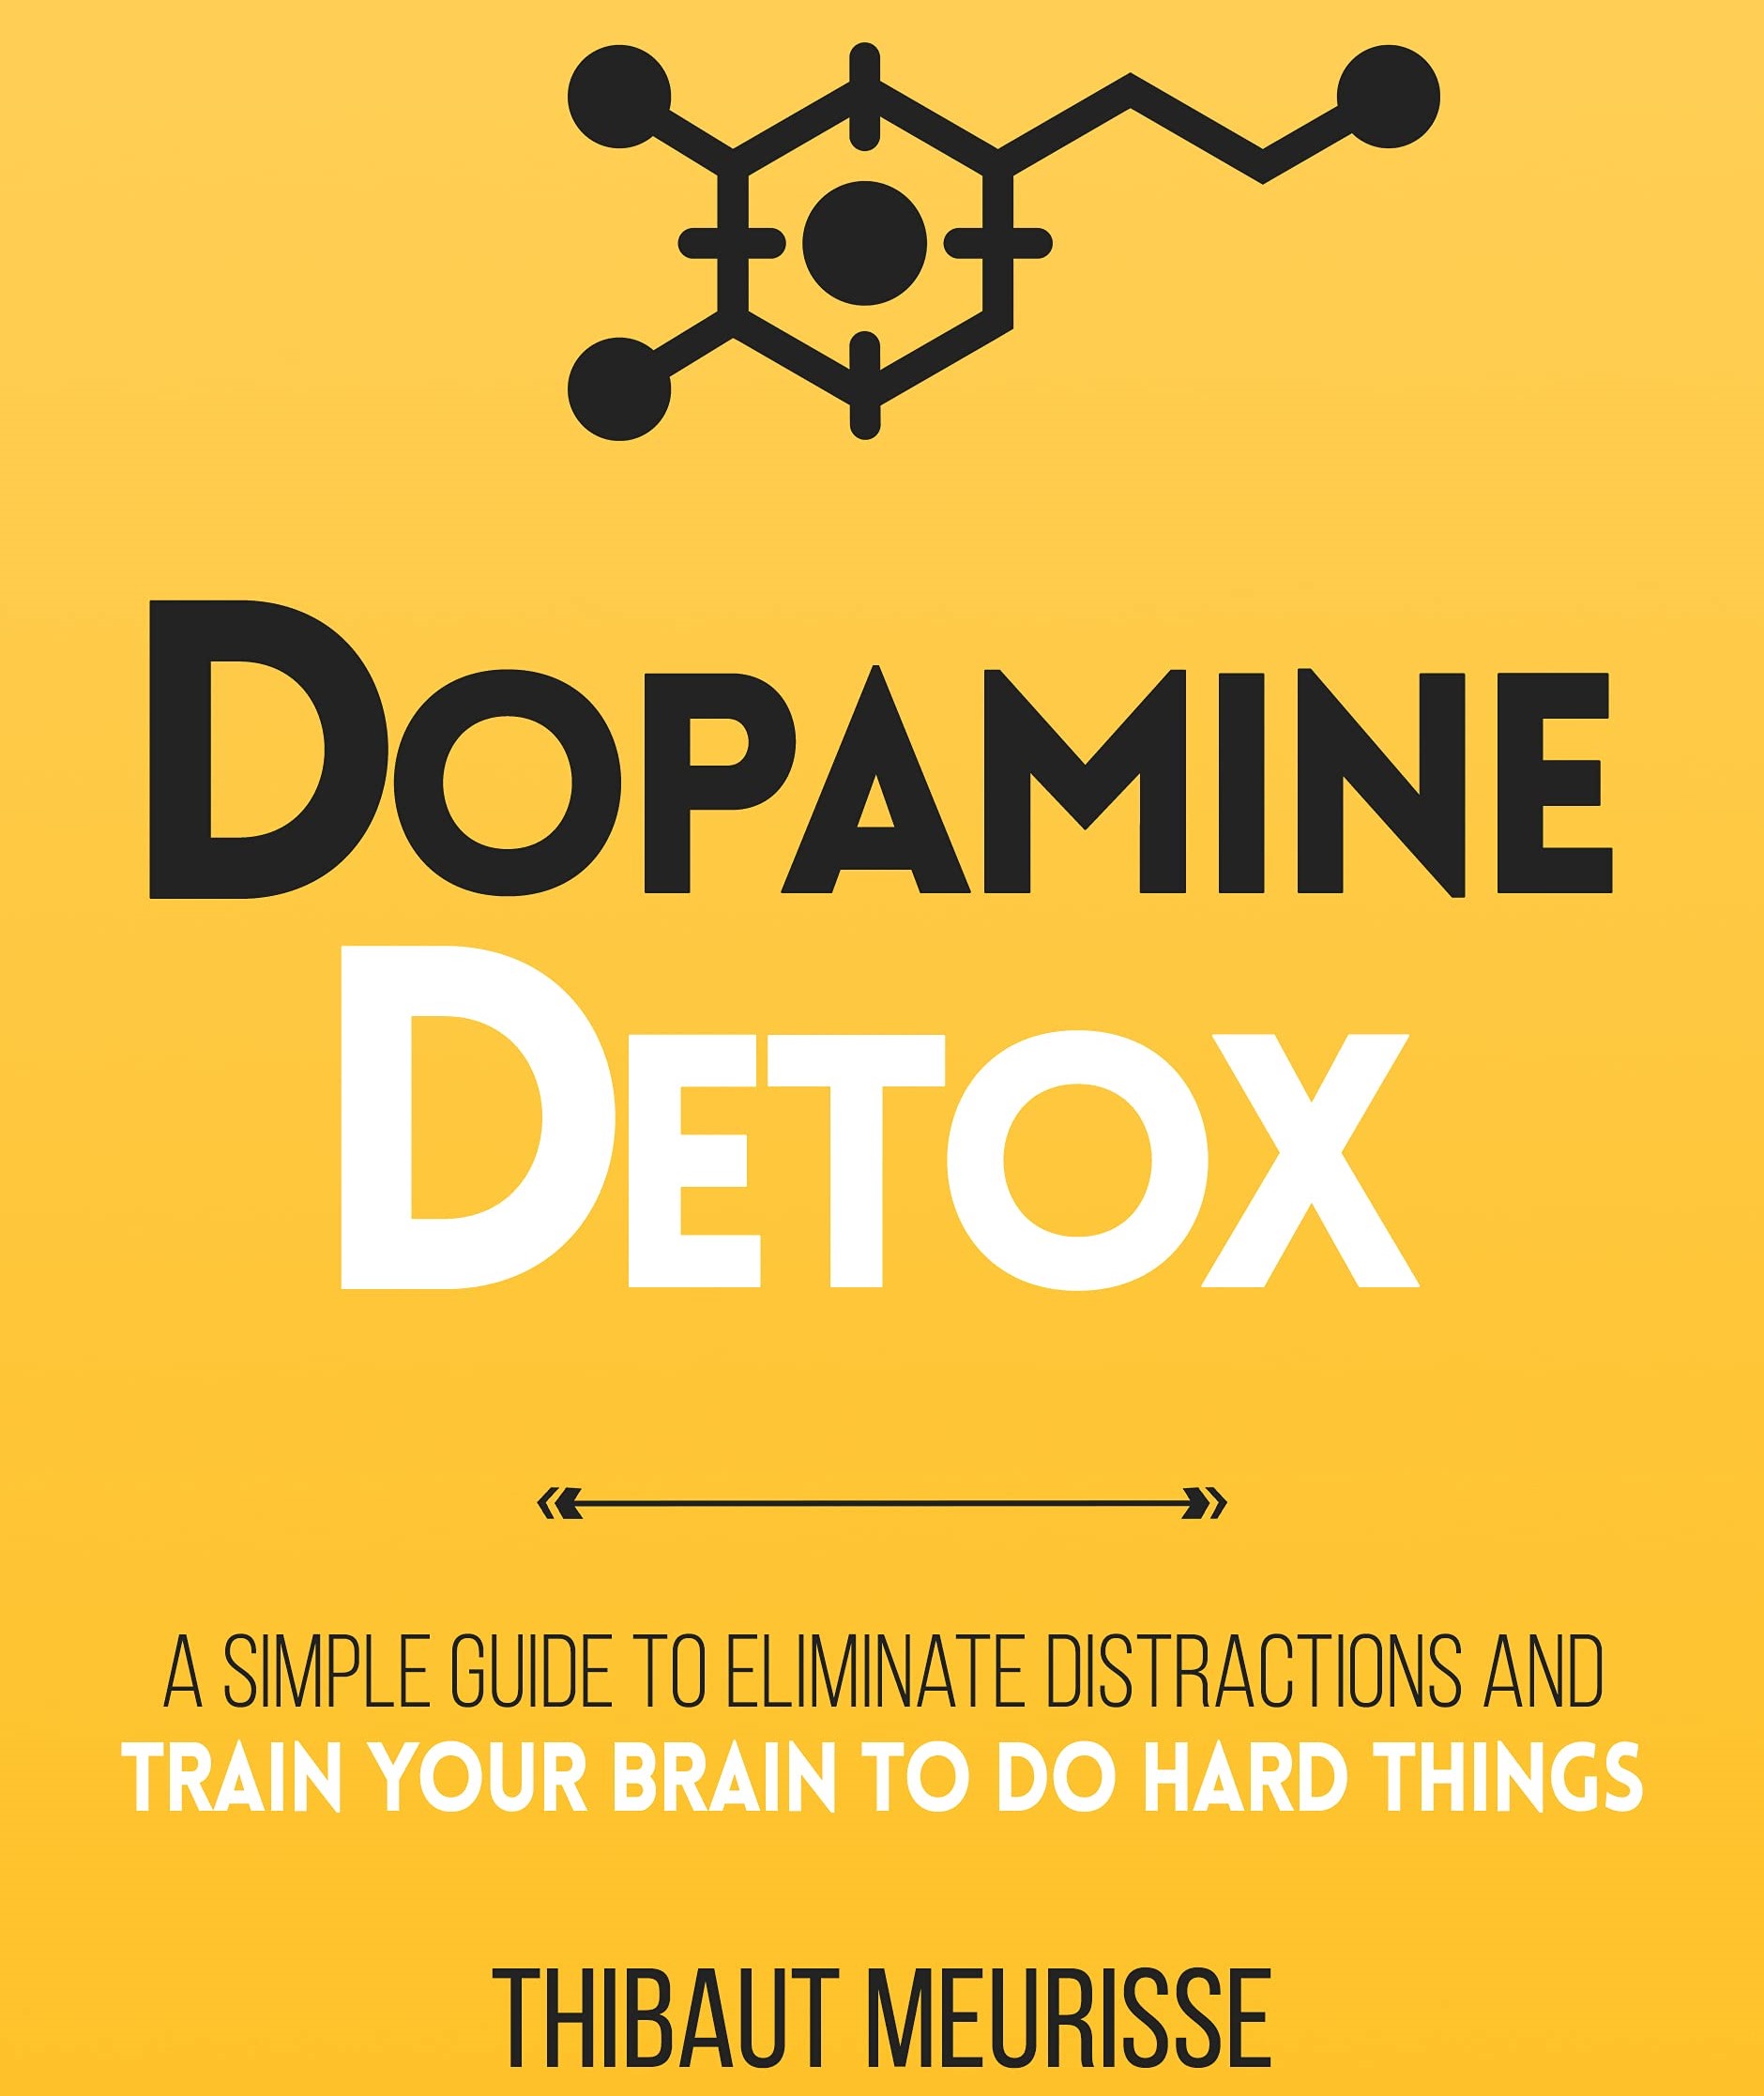 DOPAMINE
DETOX
A SIMPLE GUIDE TO ELIMINATE DISTRACTIONS AND
TRAIN YOUR BRAIN TO DO HARD THINGS
THIBAUT MEURISSE